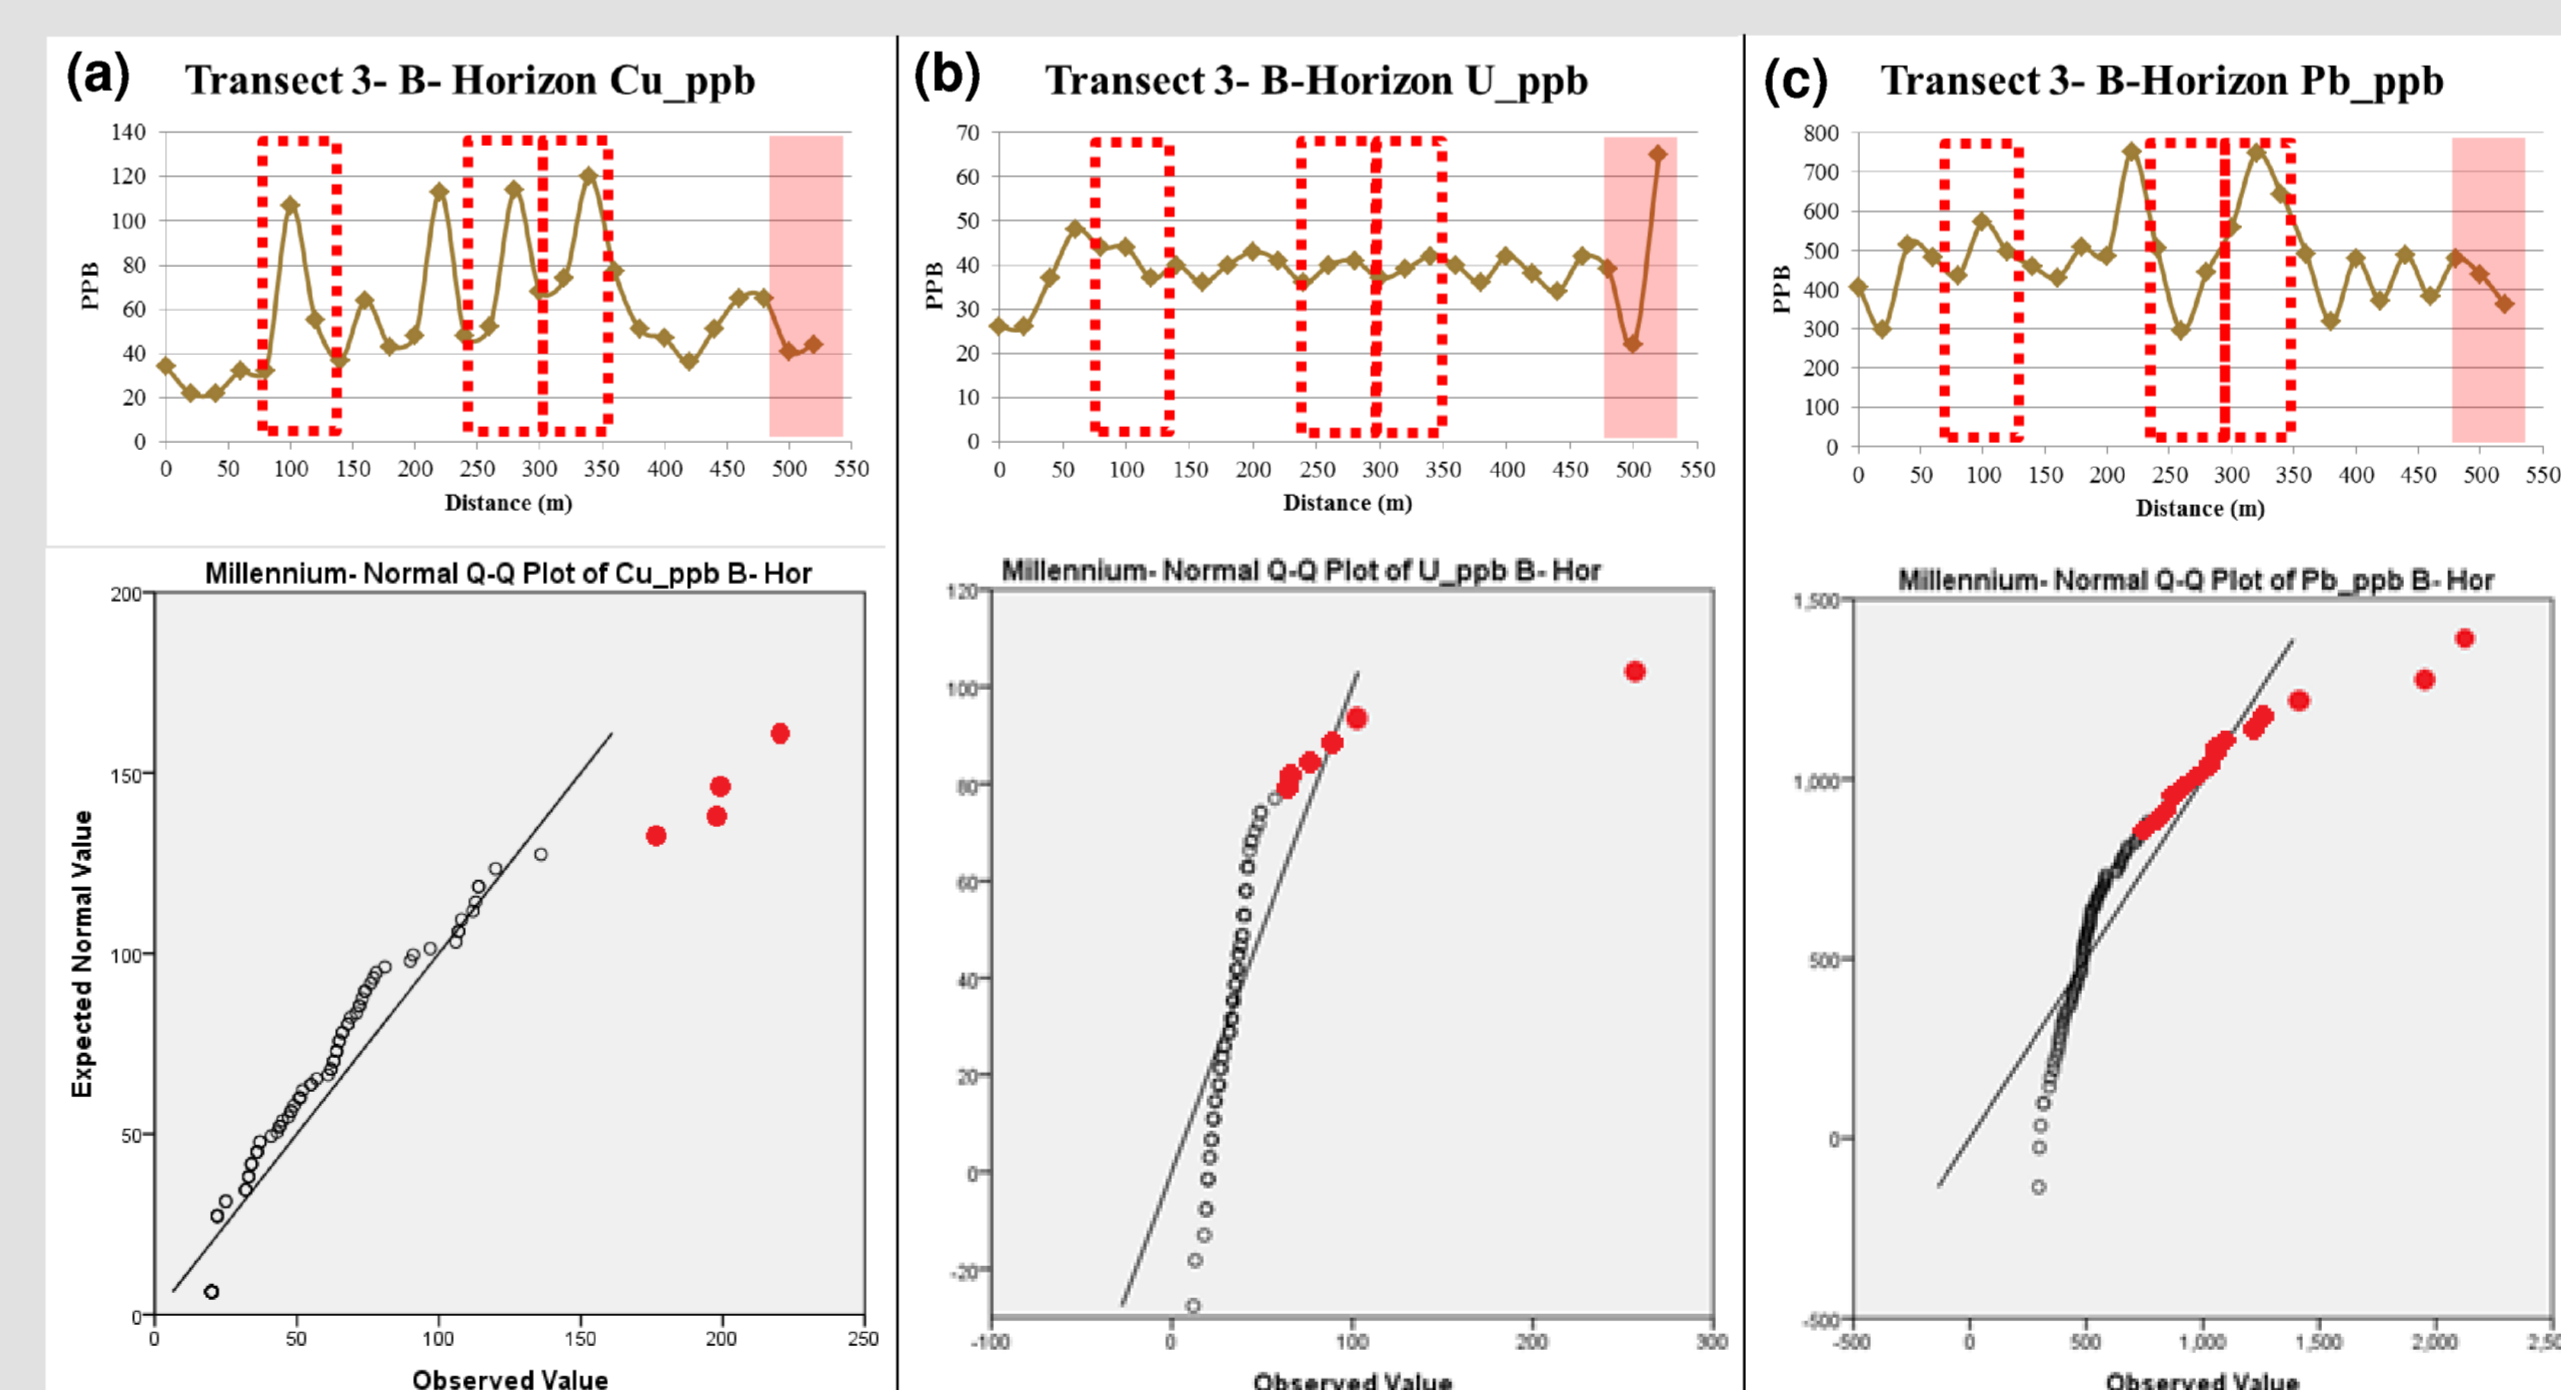 (a)
Transect 3- B- Horizon Cu_ppb
140
120
100
80
60
40
20
0
PPB
0 50 100 150 200 250 300 350 400 450 500 550
Distance (m)
Millennium- Normal Q-Q Plot of Cu_ppb B- Hor
200
150
100
50
0
Expected Normal Value
0 50 100 150 200 250
Observed Value
(b)
Transect 3- B-Horizon U_ppb
70
60
50
40
30
20
10
0
PPB
0 50 100 150 200 250 300 350 400 450 500 550
Distance (m)
Millennium- Normal Q-Q Plot of U_ppb B- Hor
120
100
80
60
40
20
0
-20
-100 0 100 200 300
Observed Value
(c)
Transect 3- B-Horizon Pb_ppb
800
700
600
500
400
300
200
100
0
PPB
0 50 100 150 200 250 300 350 400 450 500 550
Distance (m)
Millennium- Normal Q-Q Plot of Pb_ppb B- Hor
1,500
1,000
500
0
-500
-500 0 500 1,000 1,500 2,000 2,50
Observed Value